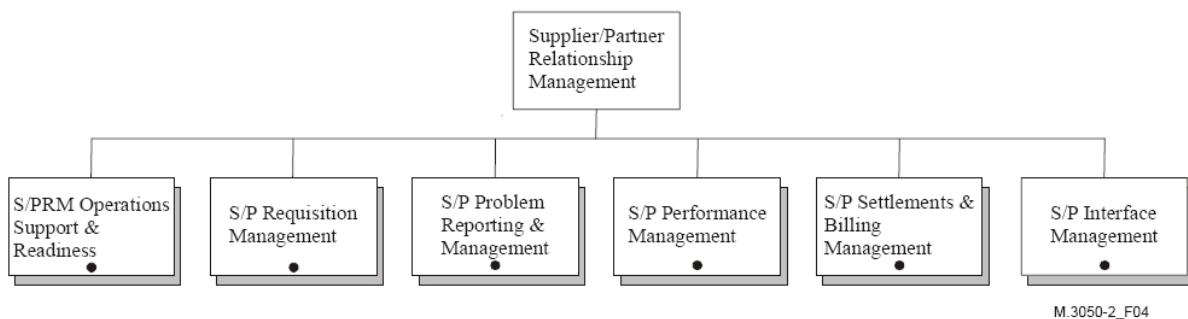 Supplier/Partner
Relationship
Management
S/PRM Operations
Support &
Readiness
S/P Requisition
Management
S/P Problem
Reporting &
Management
S/P Performance
Management
S/P Settlements &
Billing
Management
S/P Interface
Management
M.3050-2_F04